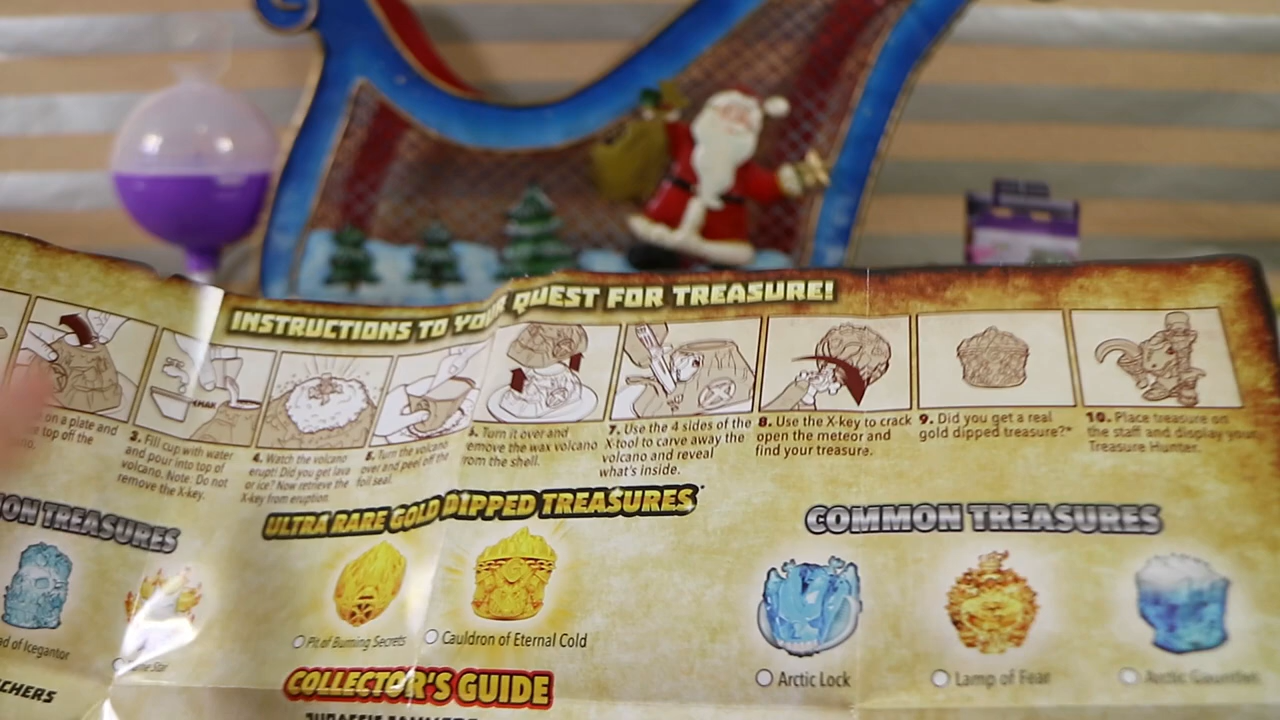 INSTRUCTIONS TO YOUR QUEST FOR TREASURE!
on a plate and
top off the
3. Fill cup with water
and pour into top of
volcano. Note: Do not
remove the X-key.
4. Watch the volcano
erupt! Did you get lava
or ice? Now retrieve the
X-key from eruption.
5. Turn the volcano
over and peel off the
foil seal.
6. Turn it over and
remove the wax volcano
from the shell.
7. Use the 4 sides of the
X-tool to carve away the
volcano and reveal
what's inside.
8. Use the X-key to crack
open the meteor and
find your treasure.
9. Did you get a real
gold dipped treasure?*
10. Place treasure on
the staff and display your
Treasure Hunter.
TREASURES
ULTRA RARE GOLD DIPPED TREASURES*
COMMON TREASURES
of Icegantor
Pit of Burning Secrets
Cauldron of Eternal Cold
Arctic Lock
Lamp of Fear
Arctic Gauntlet
COLLECTOR'S GUIDE